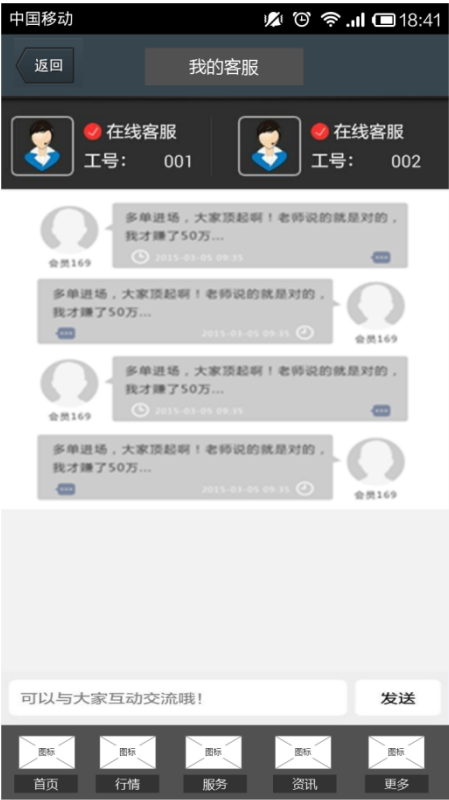 中国移动 18:41
返回 我的客服
在线客服 在线客服
工号： 001 工号： 002
多单进场，大家顶起啊！老师说的就是对的，
我才赚了50万...
会员169 2015-03-05 09:35
多单进场，大家顶起啊！老师说的就是对的，
我才赚了50万...
2015-03-05 09:35 会员169
多单进场，大家顶起啊！老师说的就是对的，
我才赚了50万...
会员169 2015-03-05 09:35
多单进场，大家顶起啊！老师说的就是对的，
我才赚了50万...
2015-03-05 09:35 会员169
可以与大家互动交流哦！ 发送
图标 图标 图标 图标 图标
首页 行情 服务 资讯 更多